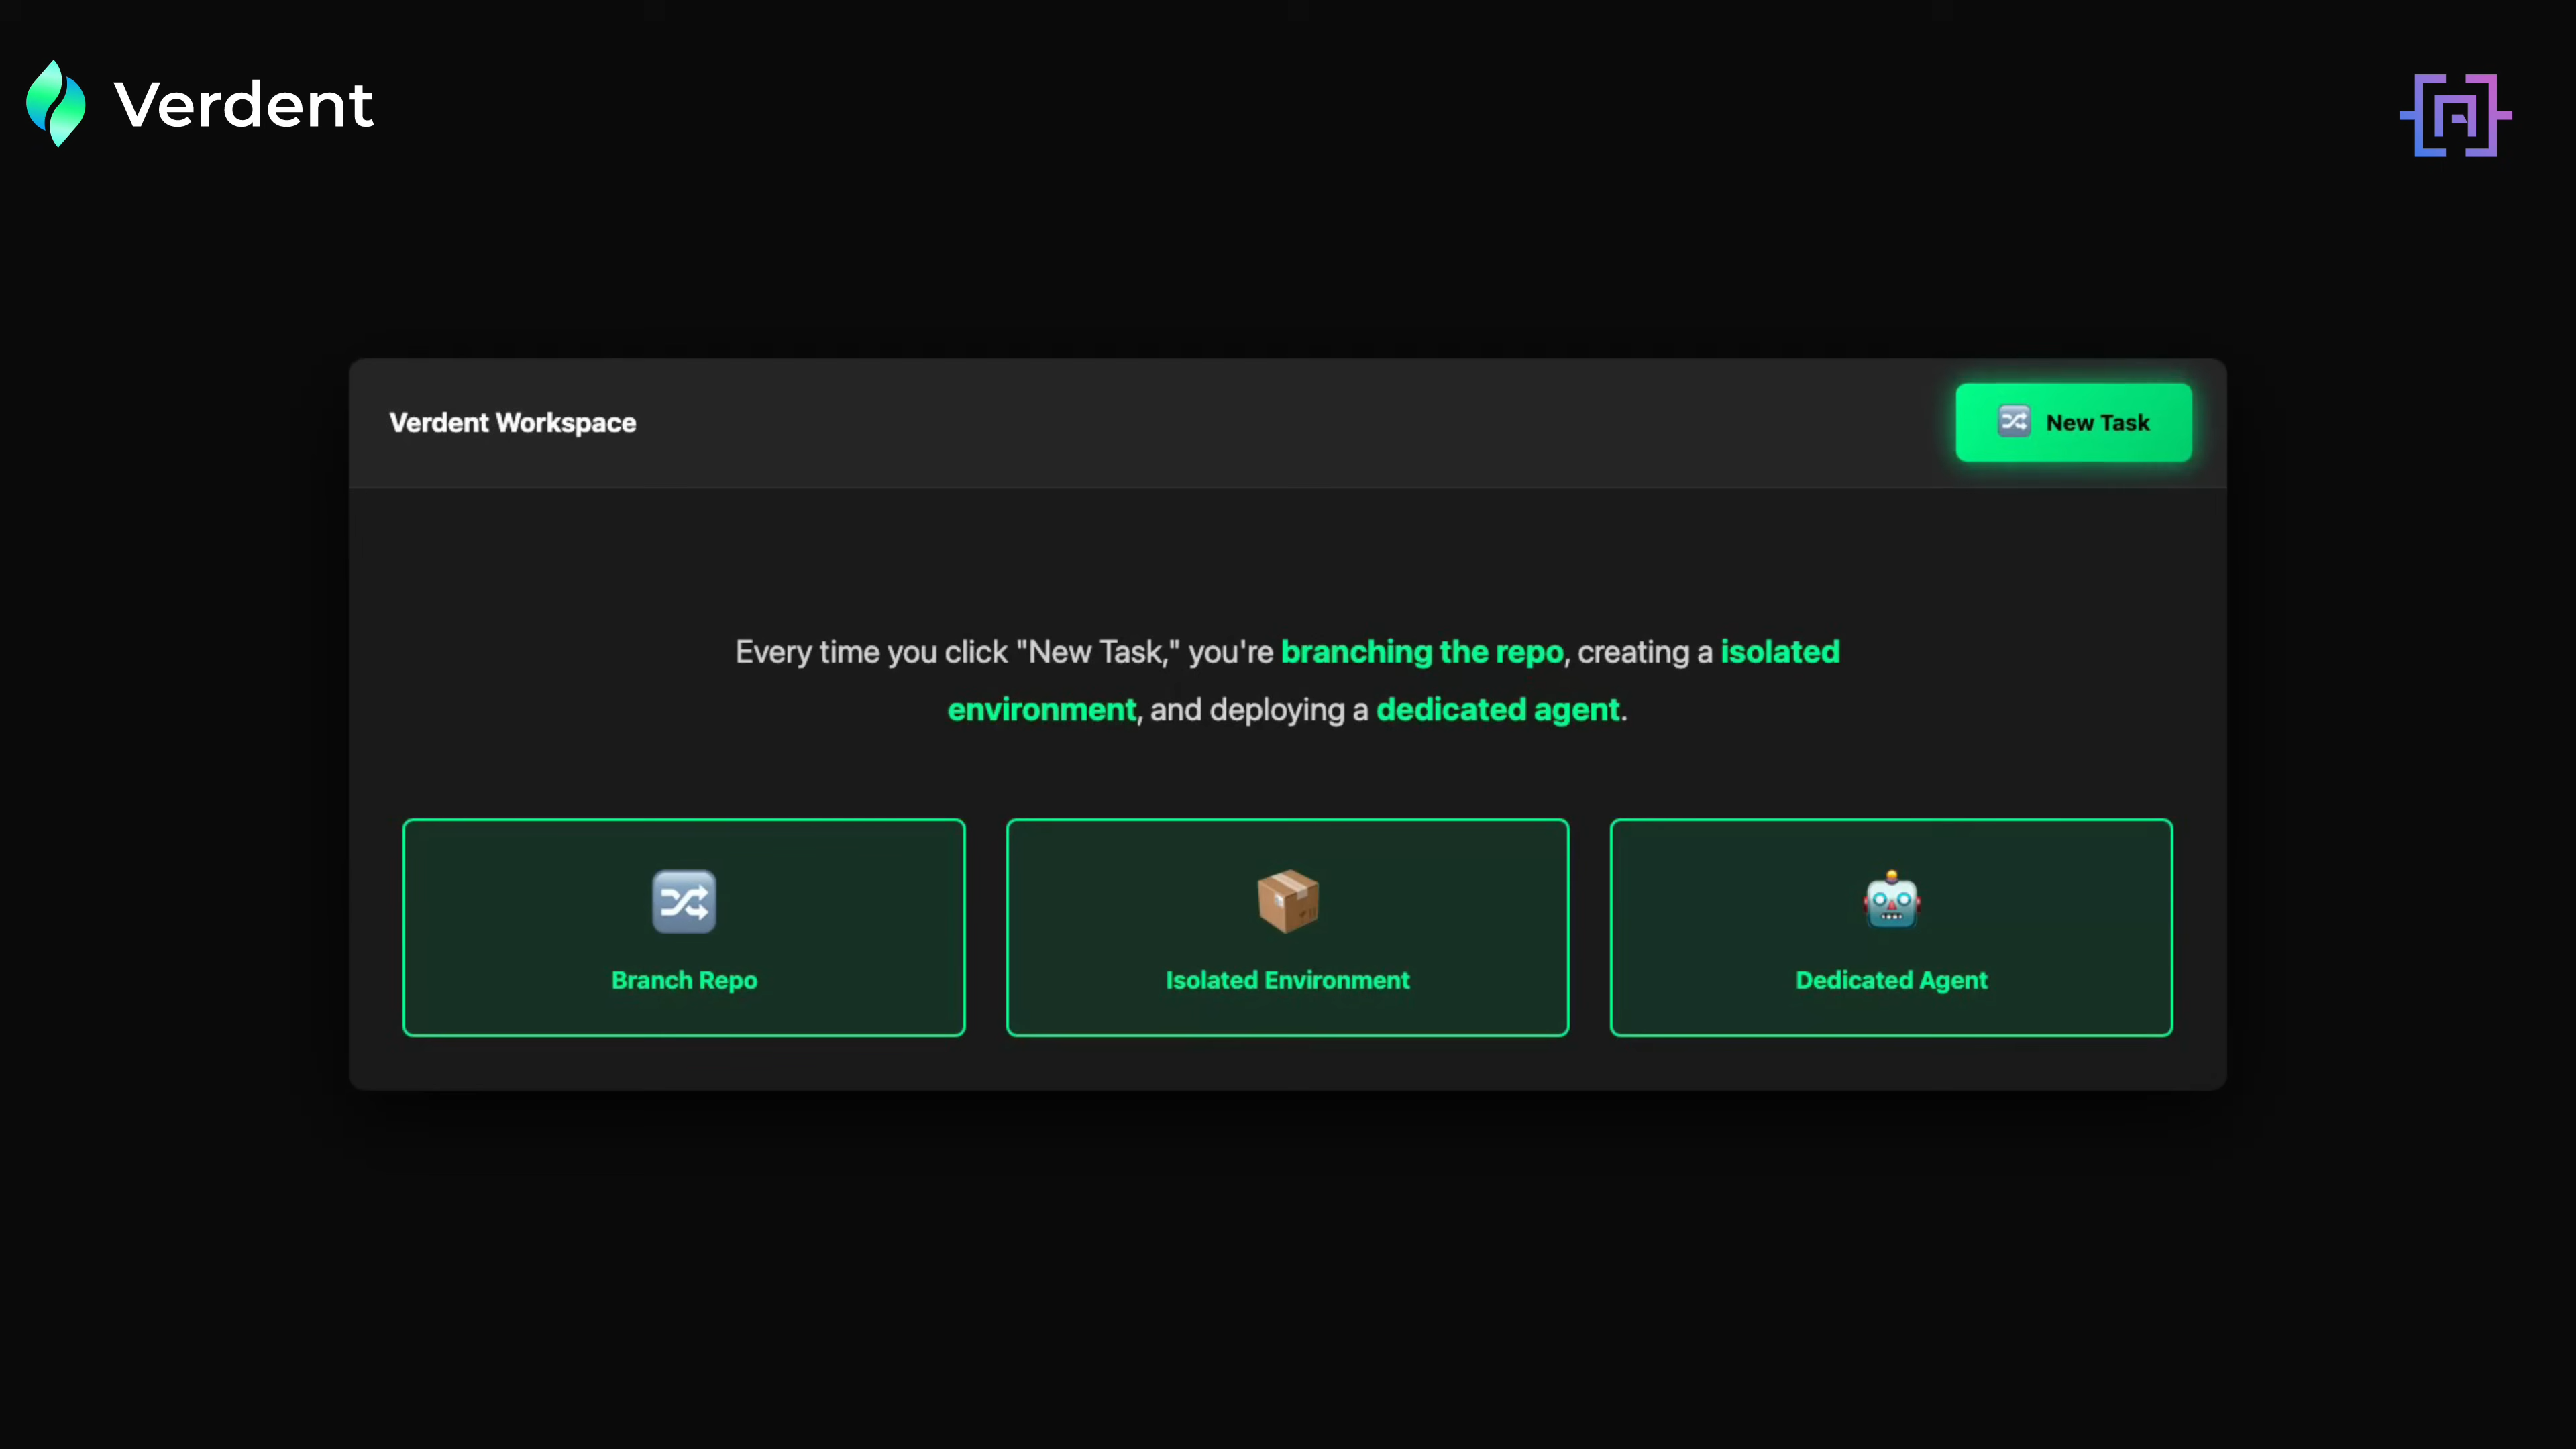 Verdent
Verdent Workspace
New Task
Every time you click "New Task," you're branching the repo, creating a isolated
environment, and deploying a dedicated agent.
Branch Repo
Isolated Environment
Dedicated Agent